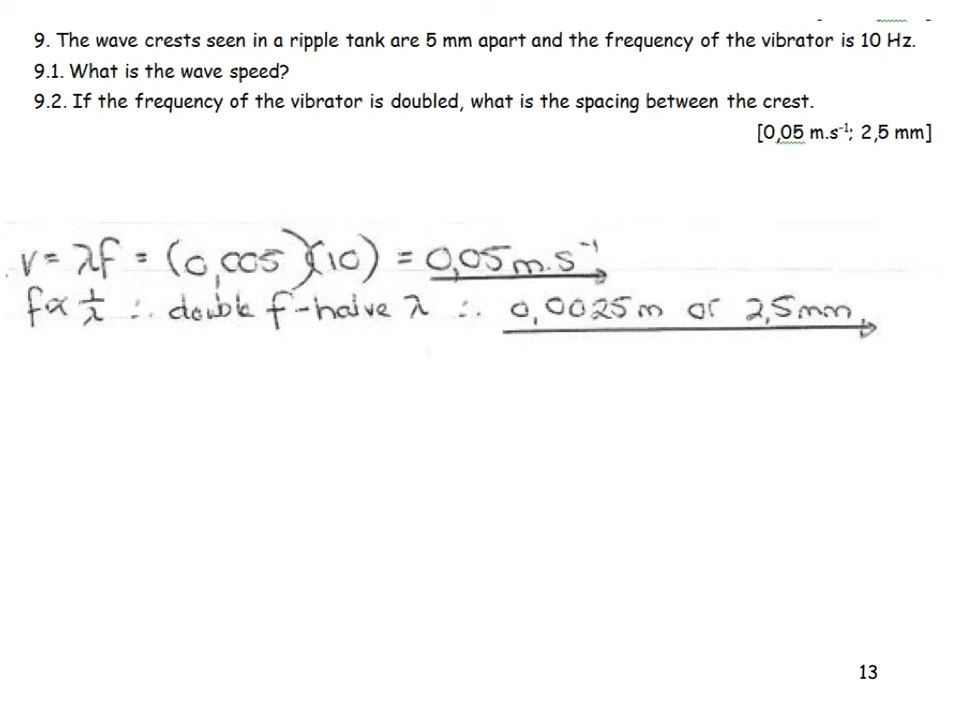 9. The wave crests seen in a ripple tank are 5 mm apart and the frequency of the vibrator is 10 Hz.
9.1. What is the wave speed?
9.2. If the frequency of the vibrator is doubled, what is the spacing between the crest.
[0,05 m.s⁻¹; 2,5 mm]
v = λf = (0,005)(10) = 0,05 m.s⁻¹
f ∝ 1/λ ∴ double f - halve λ ∴ 0,0025 m or 2,5 mm
13